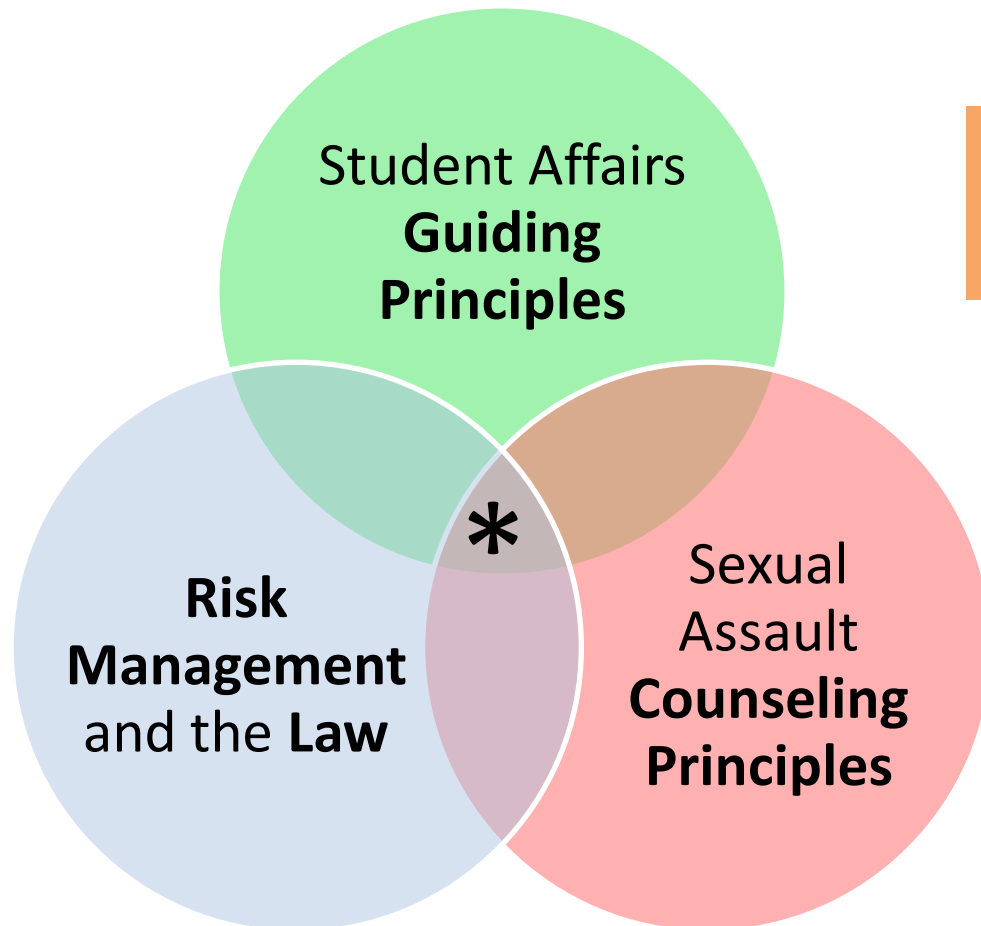 Student Affairs
Guiding
Principles
*
Risk
Management
and the Law
Sexual
Assault
Counseling
Principles